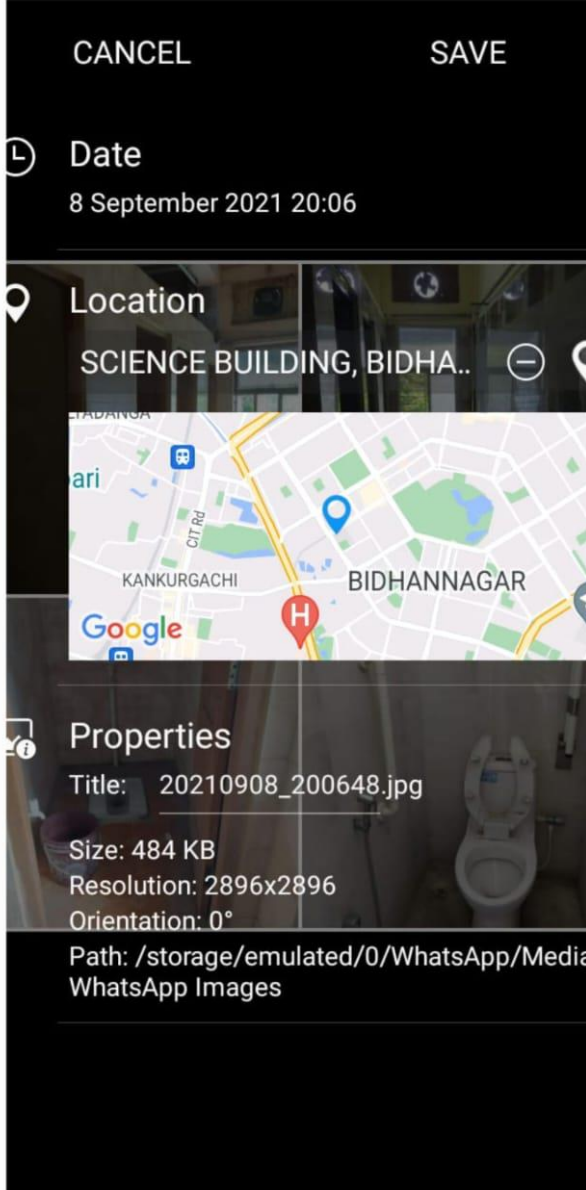 CANCEL SAVE
Date
8 September 2021 20:06
Location
SCIENCE BUILDING, BIDHA..
ari
CIT Rd
KANKURGACHI
BIDHANNAGAR
H
Google
Properties
Title: 20210908_200648.jpg
Size: 484 KB
Resolution: 2896x2896
Orientation: 0°
Path: /storage/emulated/0/WhatsApp/Media
WhatsApp Images